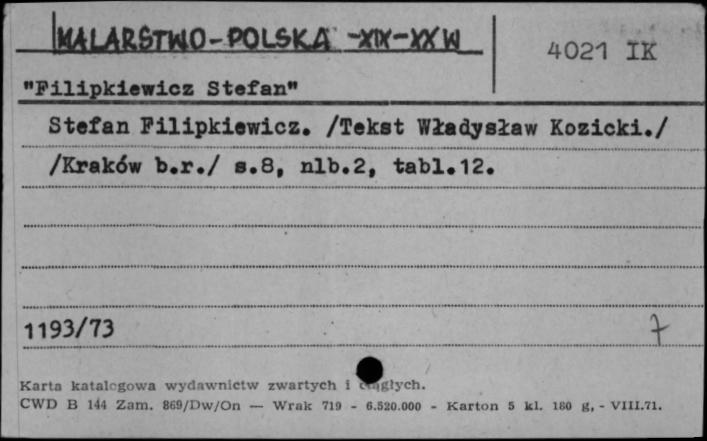 MALARSTWO-POLSKA -XIX-XX W
4021 IK
"Filipkiewicz Stefan"
Stefan Filipkiewicz. /Tekst Władysław Kozicki./
/Kraków b.r./ s.8, nlb.2, tabl.12.
1193/73
7
Karta katalogowa wydawnictw zwartych i ciągłych.
CWD B 144 Zam. 869/Dw/On — Wrak 719 - 6.520.000 - Karton 5 kl. 180 g, - VIII.71.